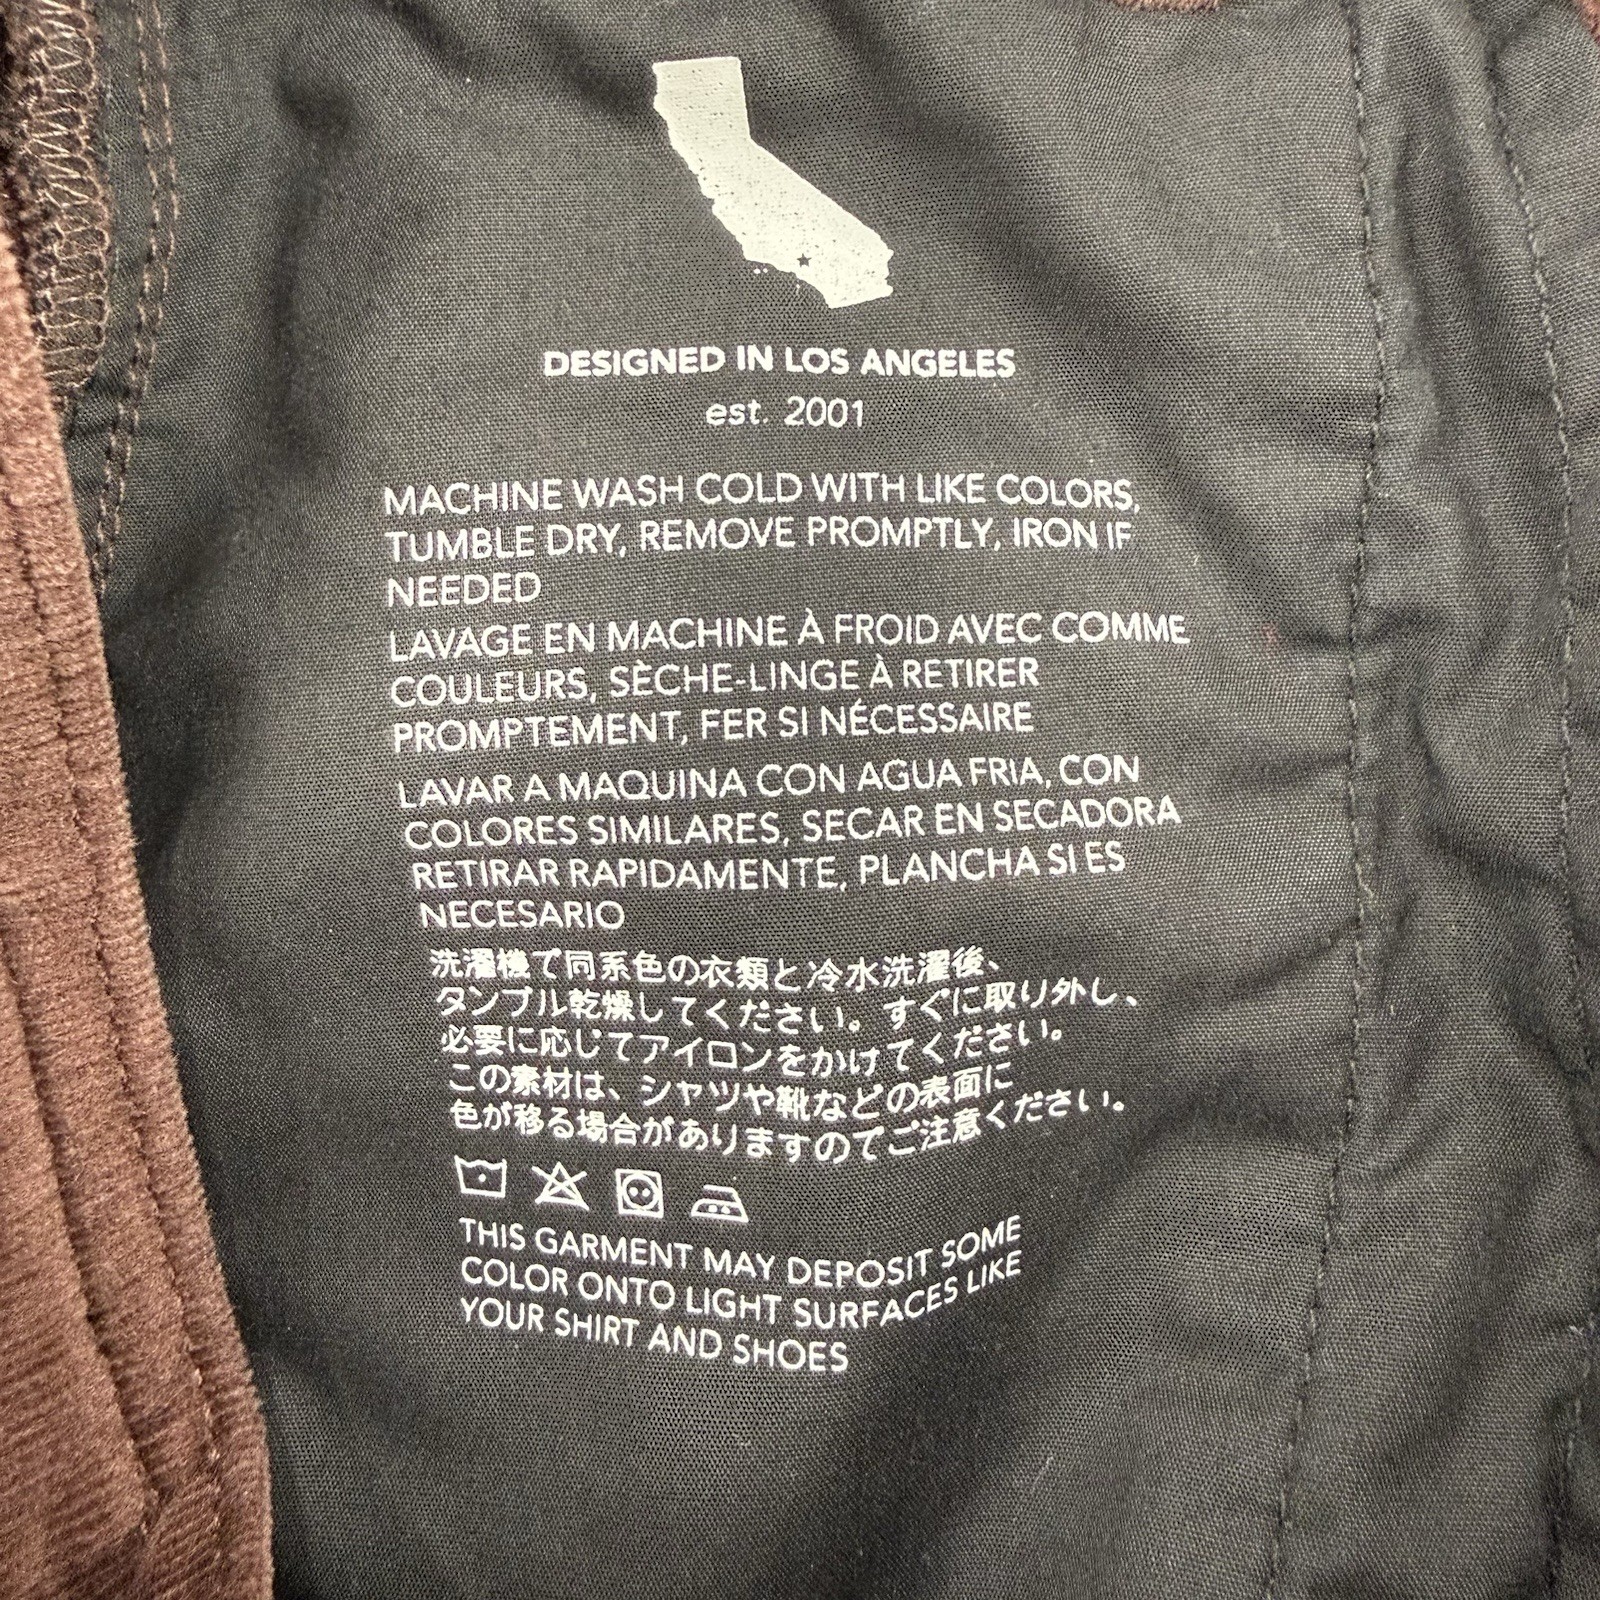 DESIGNED IN LOS ANGELES
est. 2001
MACHINE WASH COLD WITH LIKE COLORS,
TUMBLE DRY, REMOVE PROMPTLY, IRON IF
NEEDED
LAVAGE EN MACHINE À FROID AVEC COMME
COULEURS, SÈCHE-LINGE À RETIRER
PROMPTEMENT, FER SI NÉCESSAIRE
LAVAR A MAQUINA CON AGUA FRIA, CON
COLORES SIMILARES, SECAR EN SECADORA
RETIRAR RAPIDAMENTE, PLANCHA SI ES
NECESARIO
洗濯機で同系色の衣類と冷水洗濯後、
タンブル乾燥してください。すぐに取り外し、
必要に応じてアイロンをかけてください。
この素材は、シャツや靴などの表面に
色が移る場合がありますのでご注意ください。
THIS GARMENT MAY DEPOSIT SOME
COLOR ONTO LIGHT SURFACES LIKE
YOUR SHIRT AND SHOES